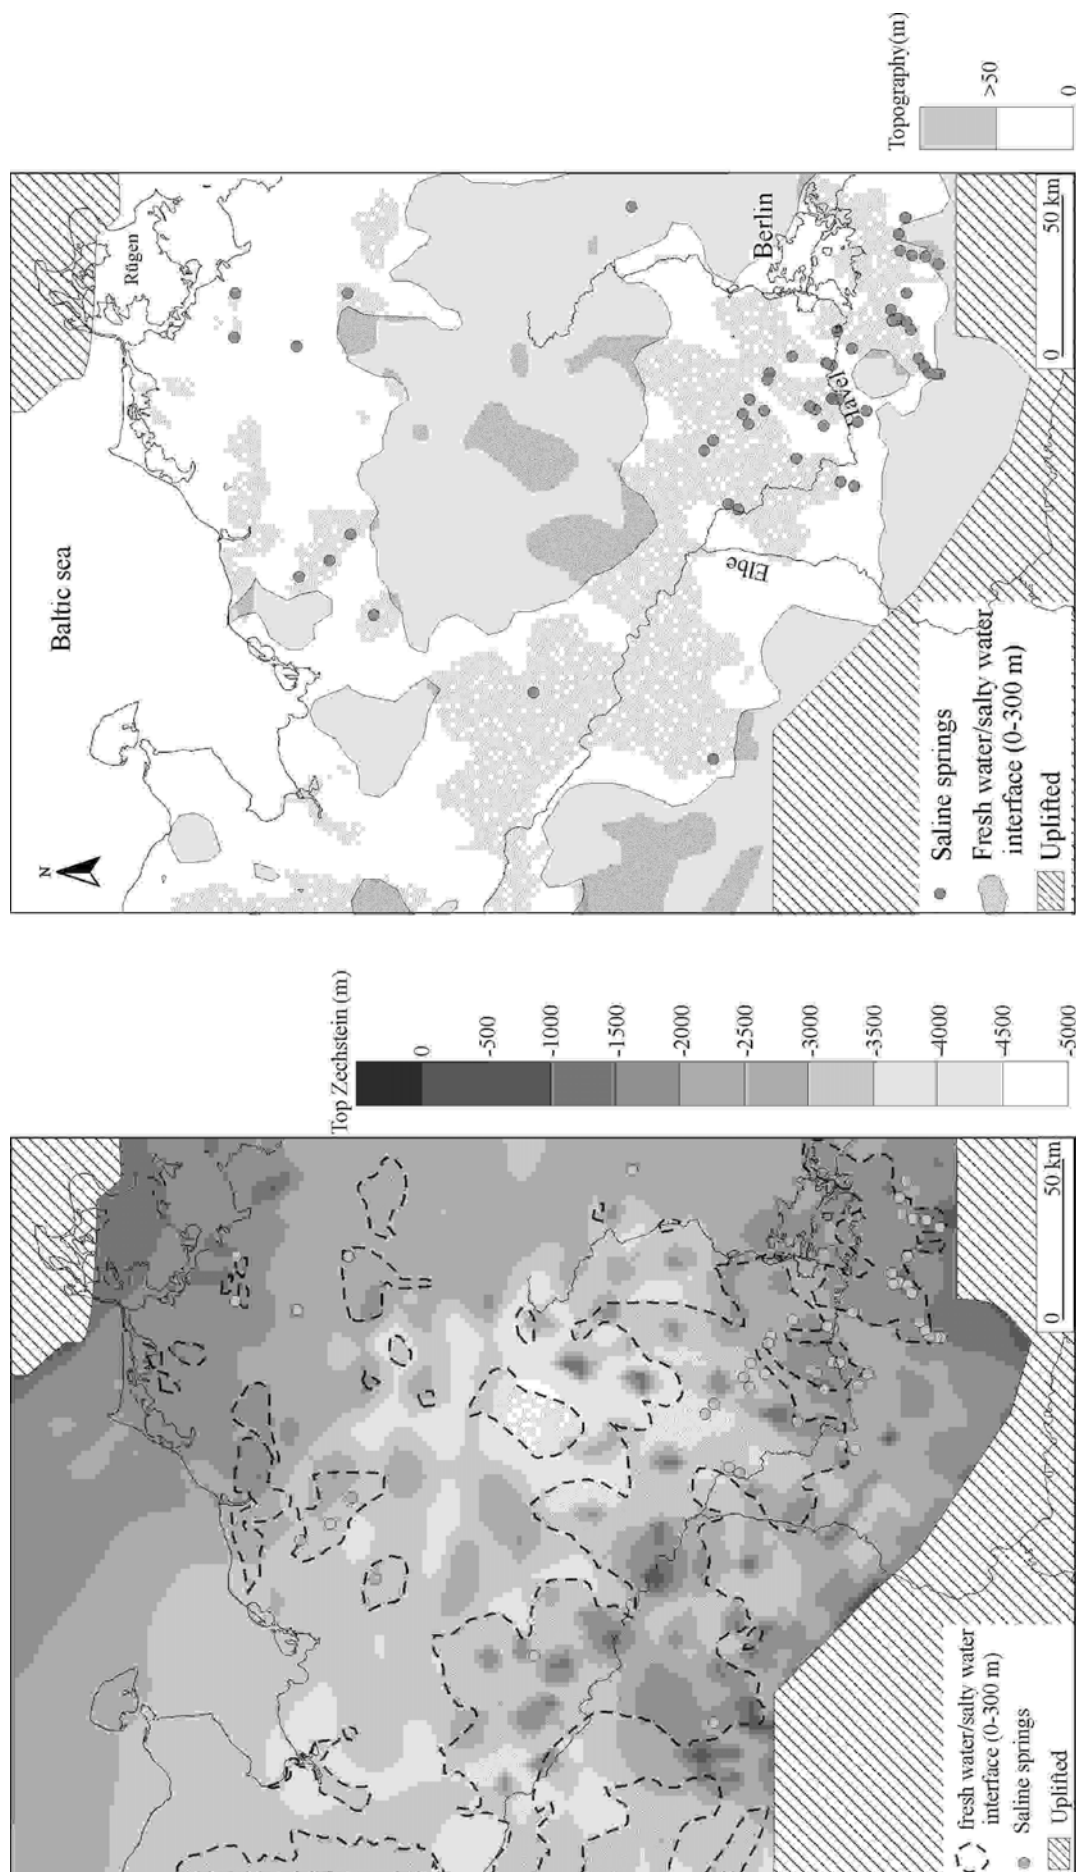 Top Zechstein (m)
0
-500
-1000
-1500
-2000
-2500
-3000
-3500
-4000
-4500
-5000
fresh water/salty water
interface (0-300 m)
Saline springs
Uplifted
0
50 km
N
Baltic sea
Rügen
Berlin
Havel
Elbe
Saline springs
Fresh water/salty water
interface (0-300 m)
Uplifted
0
50 km
Topography(m)
>50
0